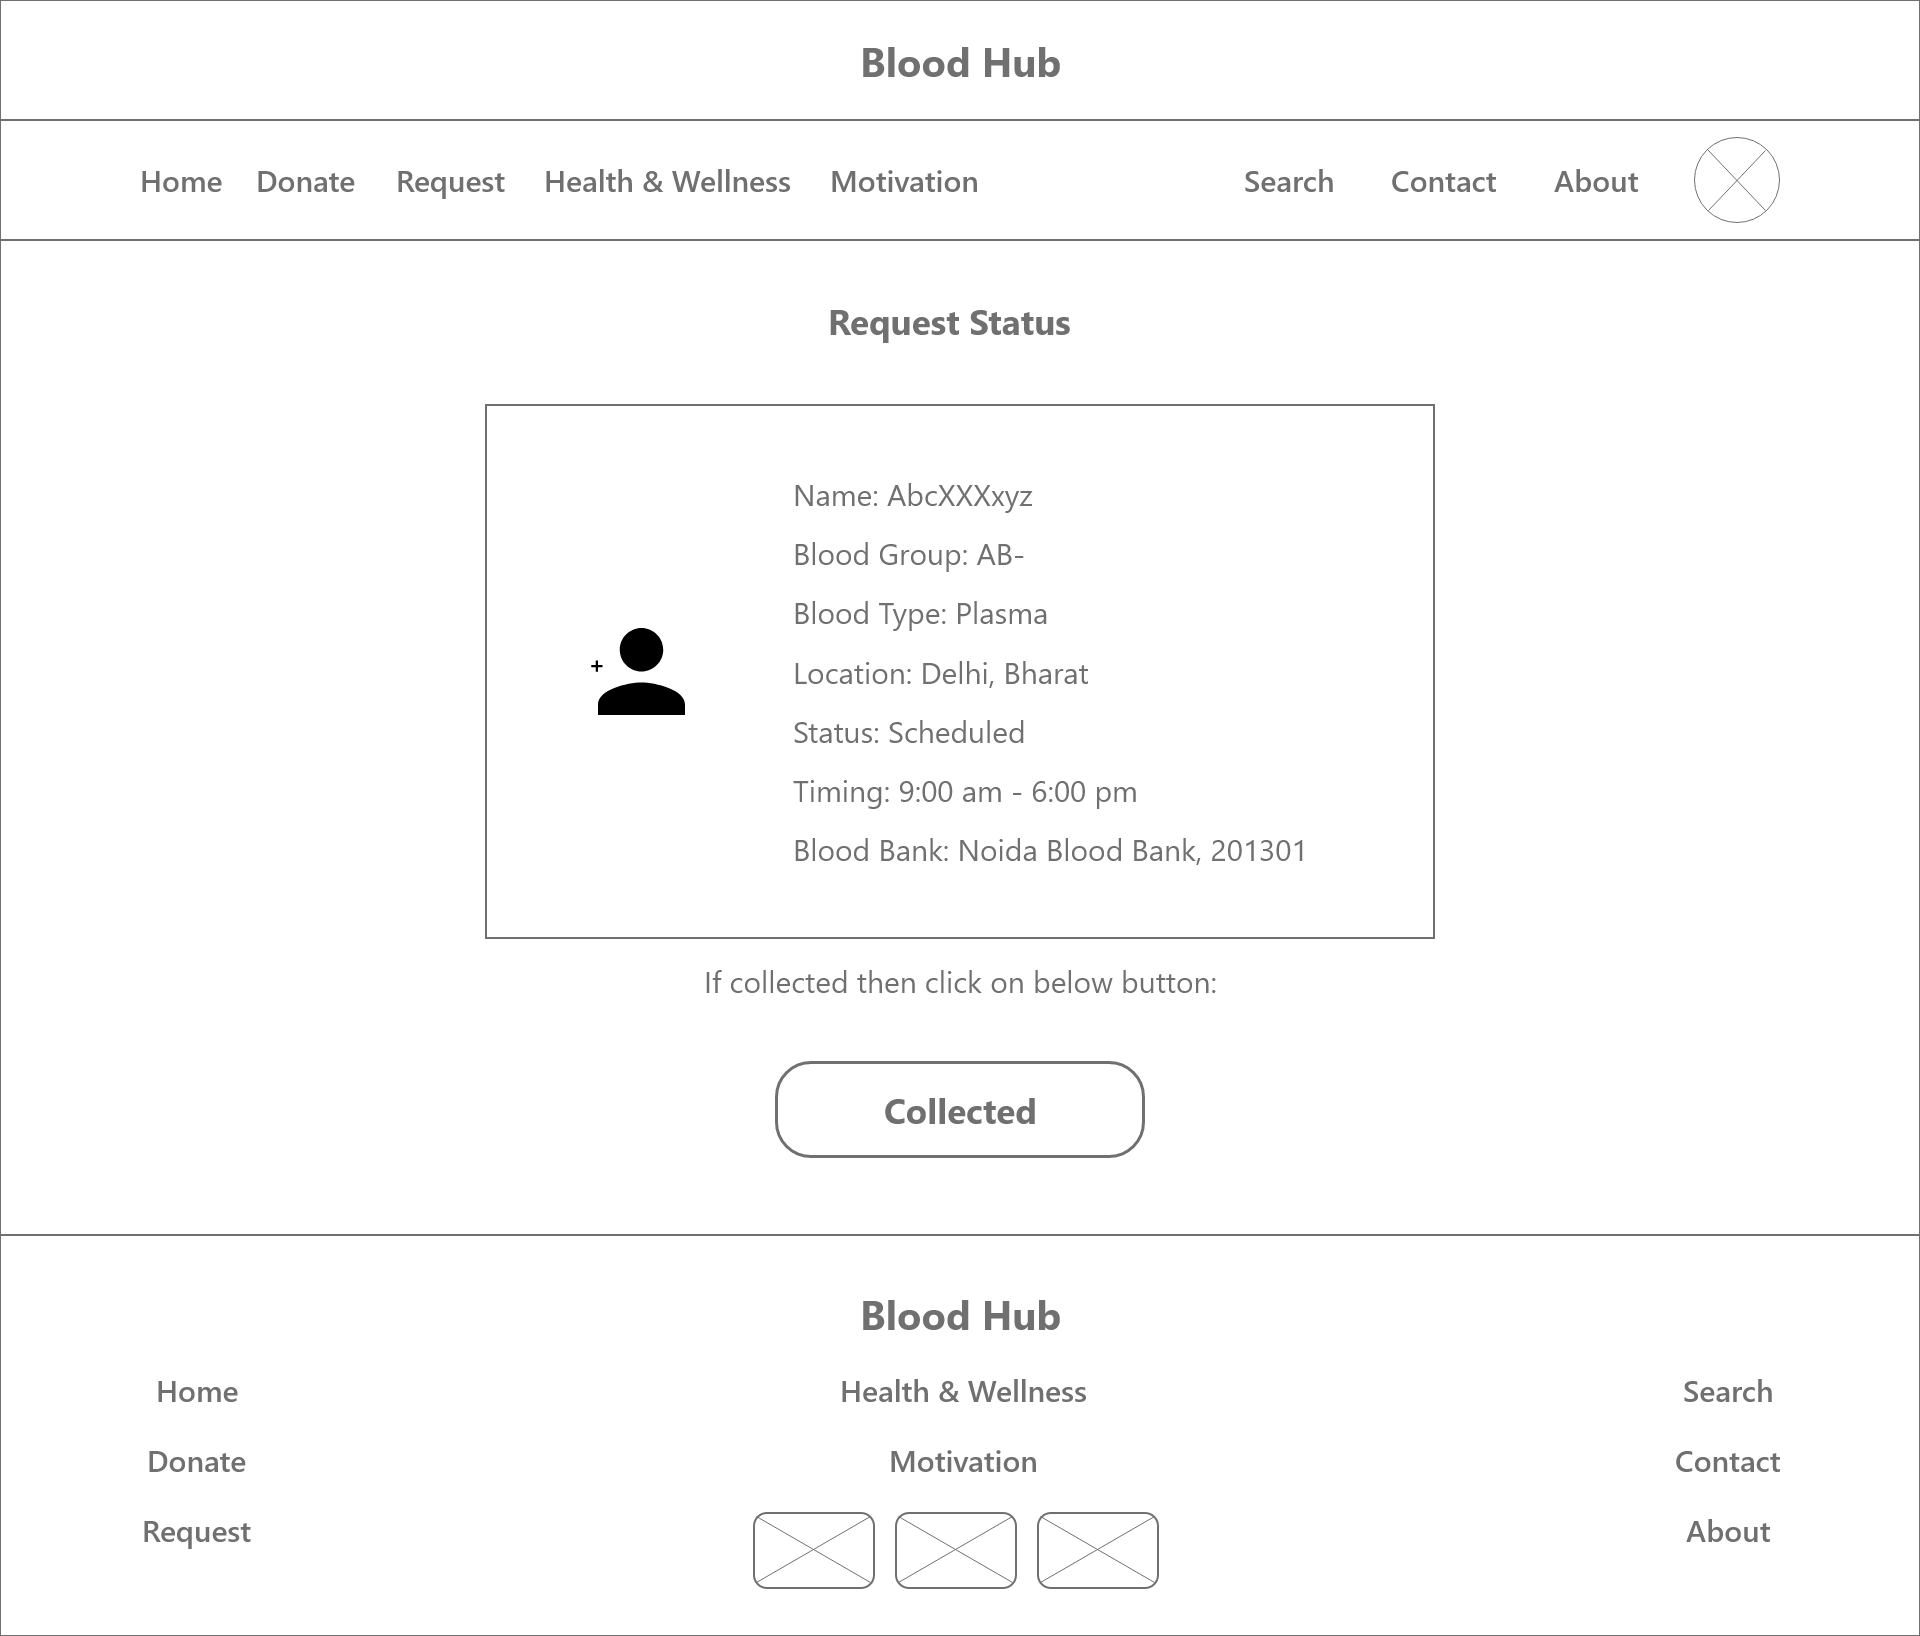 Blood Hub
Home Donate Request Health & Wellness Motivation Search Contact About
Request Status
Name: AbcXXXxyz
Blood Group: AB-
Blood Type: Plasma
Location: Delhi, Bharat
Status: Scheduled
Timing: 9:00 am - 6:00 pm
Blood Bank: Noida Blood Bank, 201301
If collected then click on below button:
Collected
Blood Hub
Home Health & Wellness Search
Donate Motivation Contact
Request About